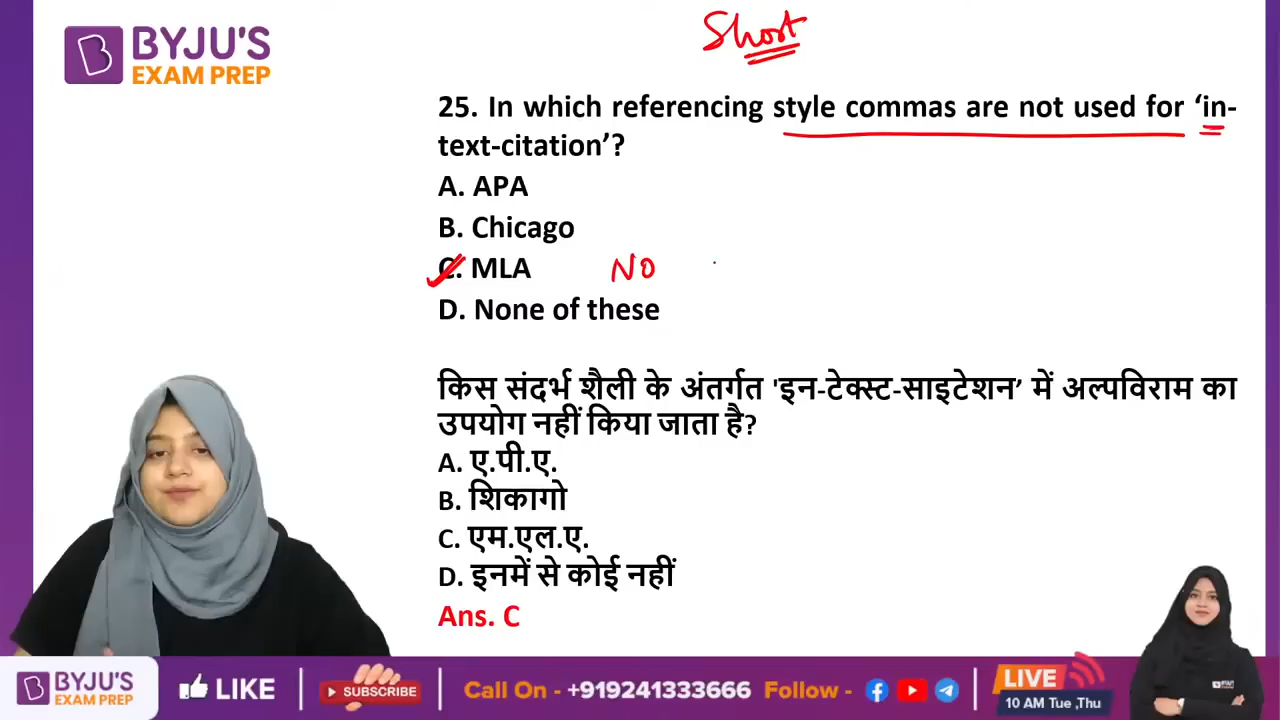 BYJU'S
EXAM PREP
Short
25. In which referencing style commas are not used for ‘in-
text-citation’?
A. APA
B. Chicago
C. MLA NO
D. None of these
किस संदर्भ शैली के अंतर्गत 'इन-टेक्स्ट-साइटेशन’ में अल्पविराम का
उपयोग नहीं किया जाता है?
A. ए.पी.ए.
B. शिकागो
C. एम.एल.ए.
D. इनमें से कोई नहीं
Ans. C
BYJU'S
EXAM PREP
LIKE
SUBSCRIBE
Call On - +919241333666 Follow -
LIVE
10 AM Tue ,Thu